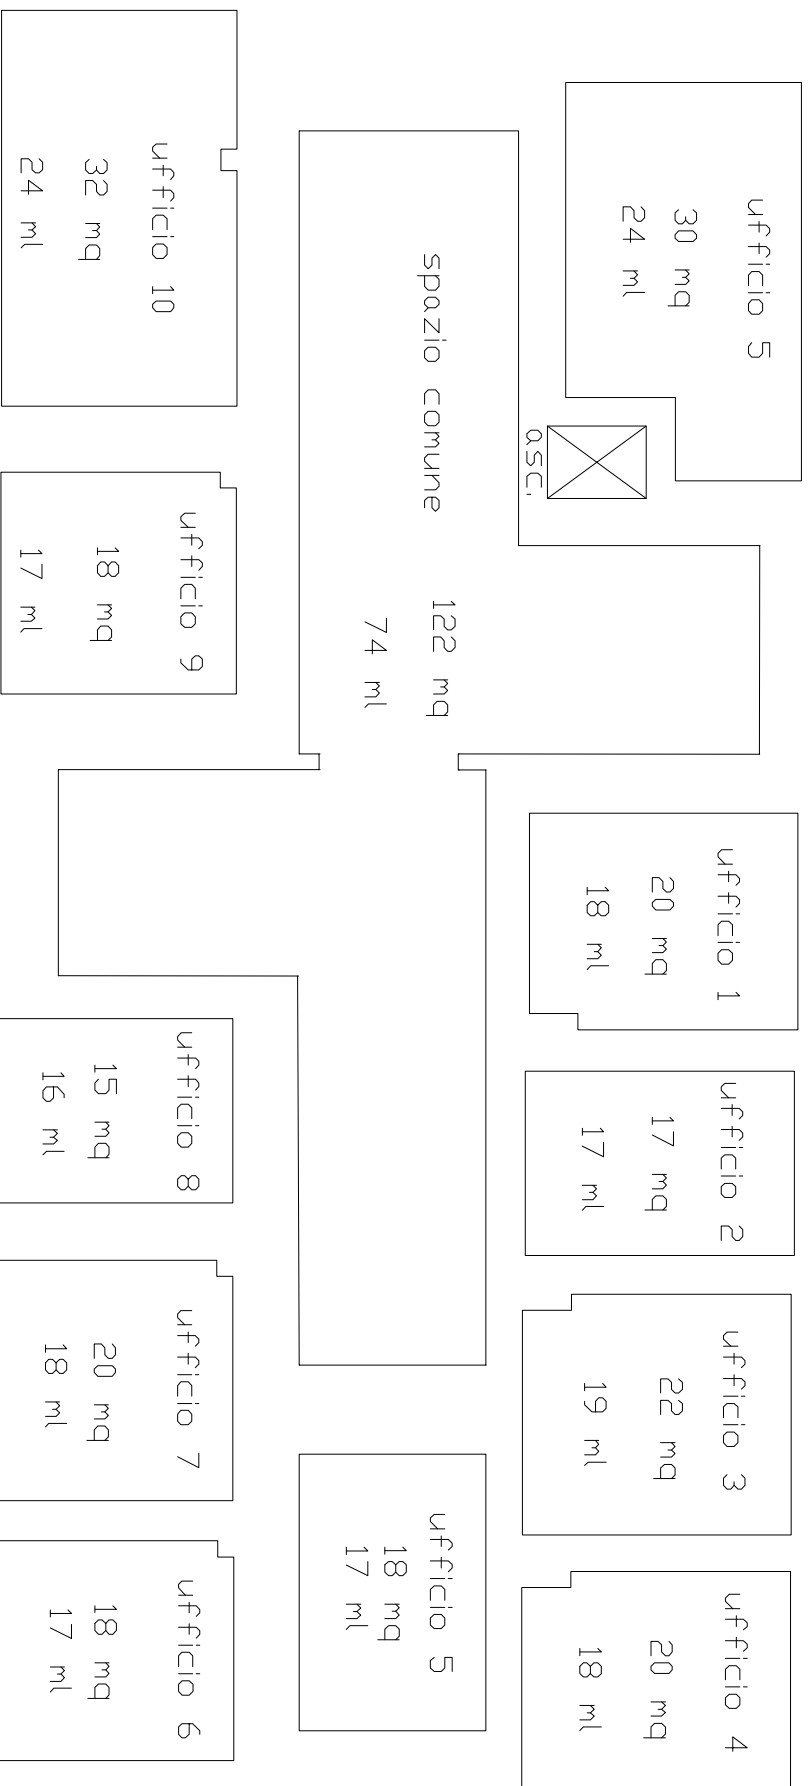 ufficio 5
30 mq
24 ml
asc.
ufficio 1
20 mq
18 ml
ufficio 2
17 mq
17 ml
ufficio 3
22 mq
19 ml
ufficio 4
20 mq
18 ml
spazio comune
122 mq
74 ml
ufficio 5
18 mq
17 ml
ufficio 10
32 mq
24 ml
ufficio 9
18 mq
17 ml
ufficio 8
15 mq
16 ml
ufficio 7
20 mq
18 ml
ufficio 6
18 mq
17 ml